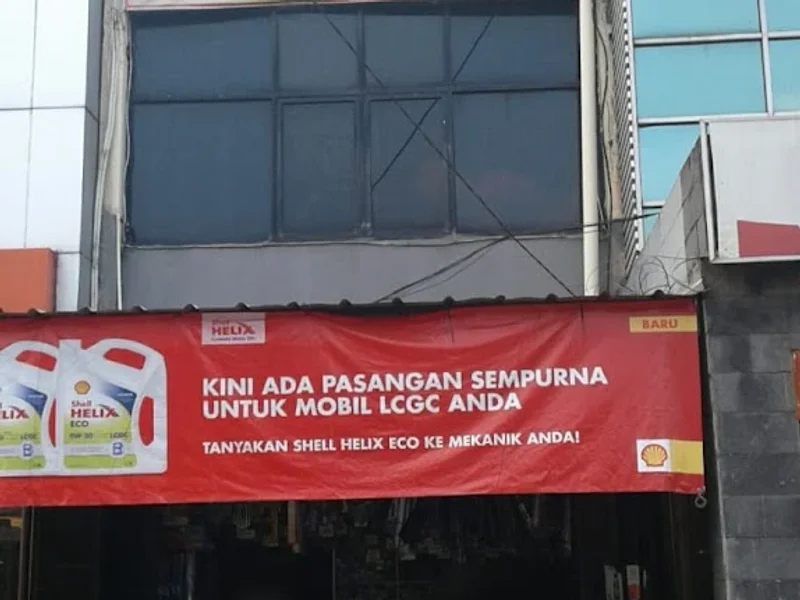 Shell
HELIX
BARU
KINI ADA PASANGAN SEMPURNA
UNTUK MOBIL LCGC ANDA
TANYAKAN SHELL HELIX ECO KE MEKANIK ANDA!
Shell
HELIX
ECO
LCGC